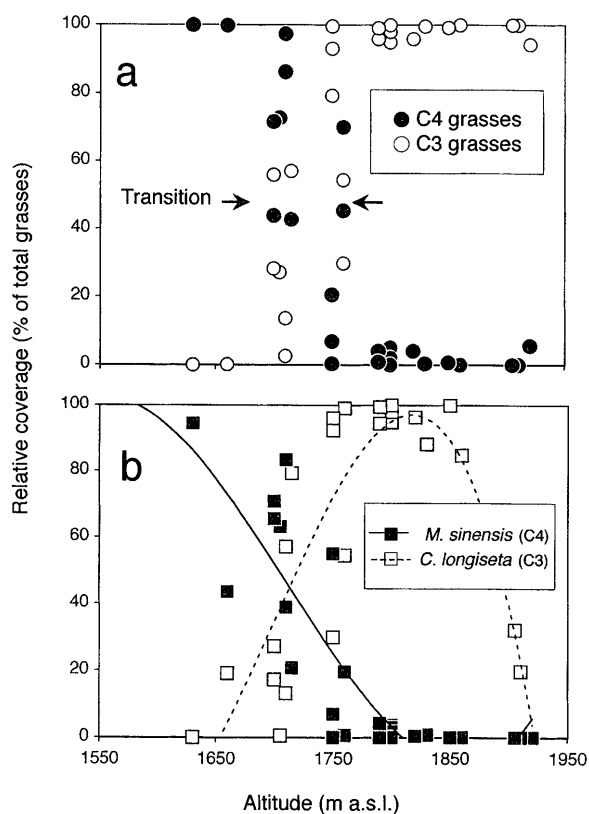 100
80
60
40
20
0
a
C4 grasses
C3 grasses
Transition
Relative coverage (% of total grasses)
100
80
60
40
20
0
b
M. sinensis (C4)
C. longiseta (C3)
1550 1650 1750 1850 1950
Altitude (m a.s.l.)